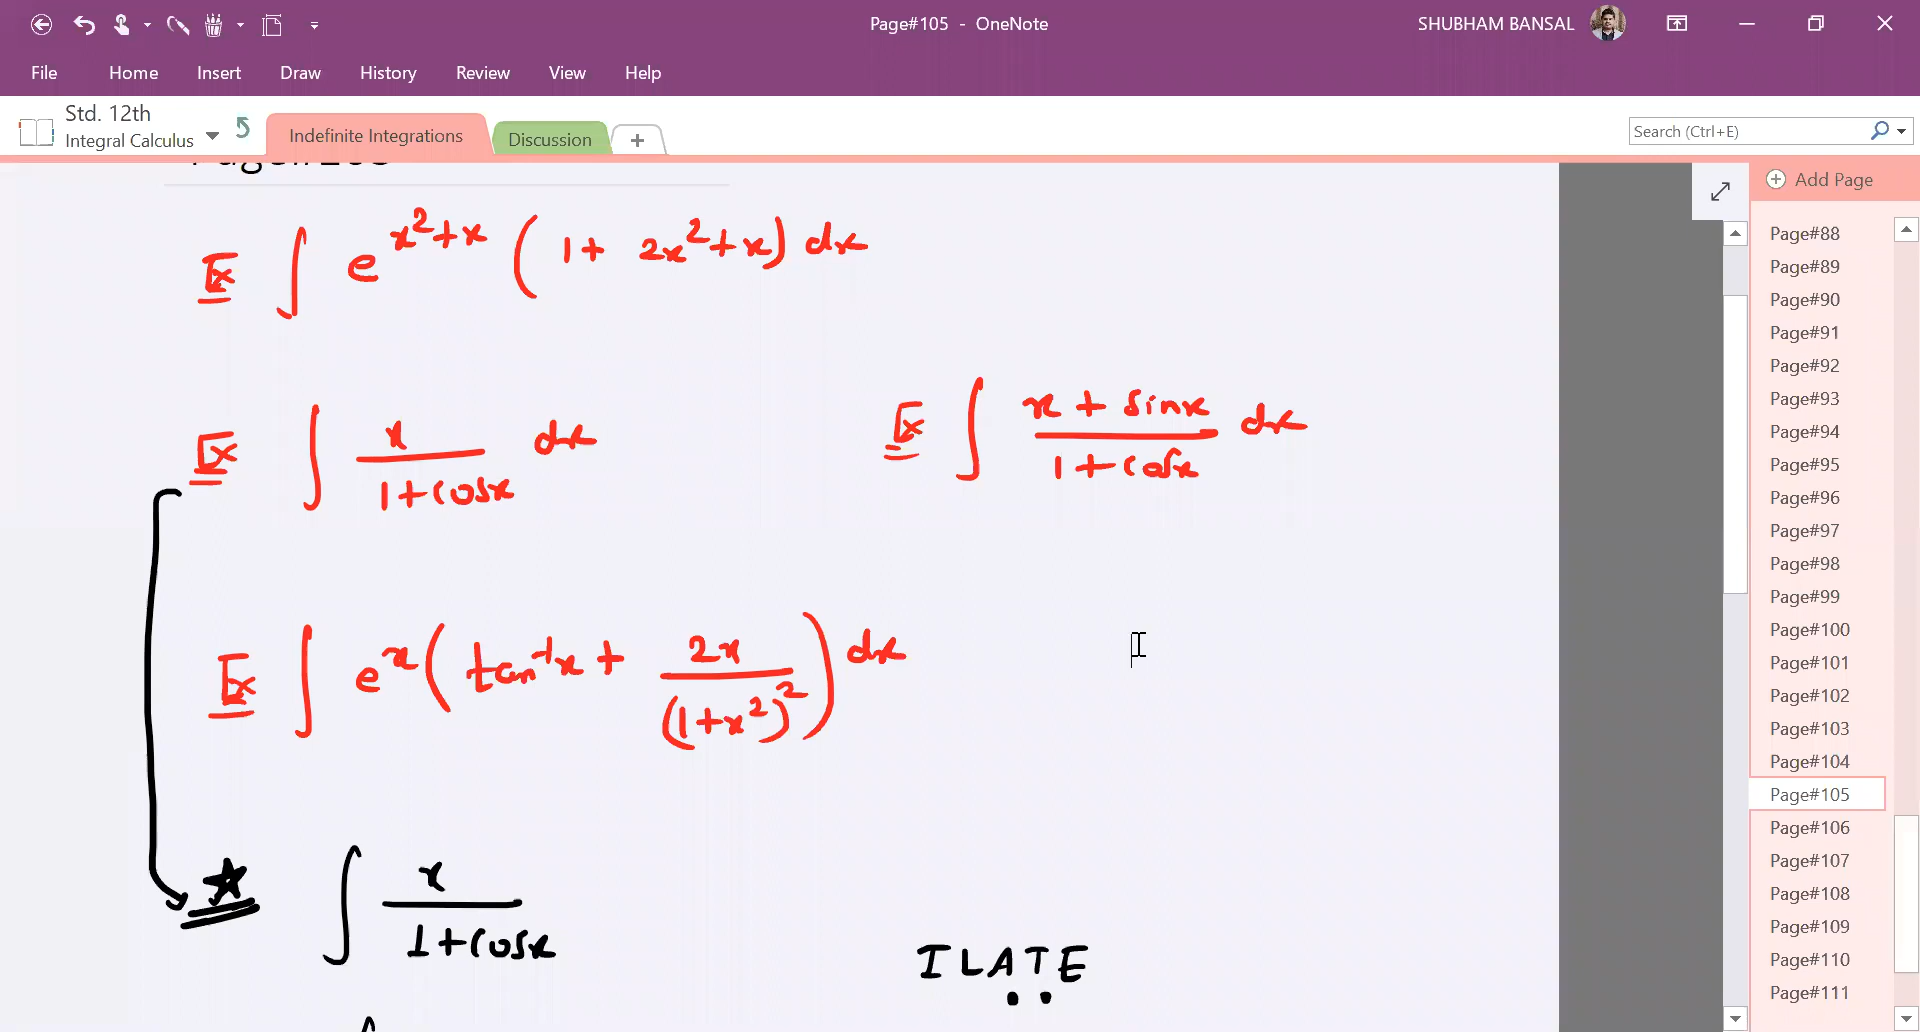 Page#105 - OneNote
SHUBHAM BANSAL
File Home Insert Draw History Review View Help
Std. 12th
Integral Calculus
Indefinite Integrations
Discussion
Search (Ctrl+E)
Add Page
Ex ∫ e^(x²+x) (1 + 2x²+x) dx
Ex ∫ x/(1+cosx) dx
Ex ∫ (x + sinx)/(1+cosx) dx
Ex ∫ e^x (tan⁻¹x + 2x/(1+x²)²) dx
∫ x/(1+cosx)
ILATE
Page#88
Page#89
Page#90
Page#91
Page#92
Page#93
Page#94
Page#95
Page#96
Page#97
Page#98
Page#99
Page#100
Page#101
Page#102
Page#103
Page#104
Page#105
Page#106
Page#107
Page#108
Page#109
Page#110
Page#111